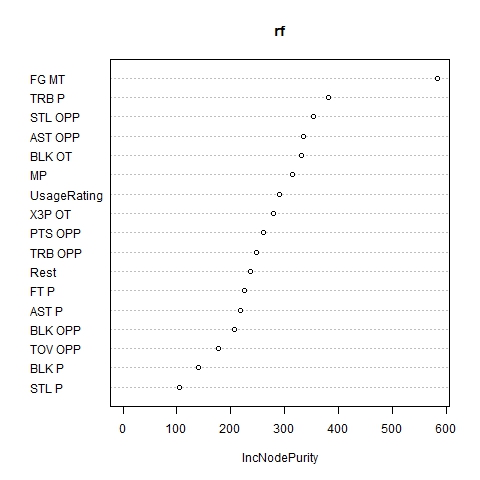 rf
FG MT
TRB P
STL OPP
AST OPP
BLK OT
MP
UsageRating
X3P OT
PTS OPP
TRB OPP
Rest
FT P
AST P
BLK OPP
TOV OPP
BLK P
STL P
0 100 200 300 400 500 600
IncNodePurity